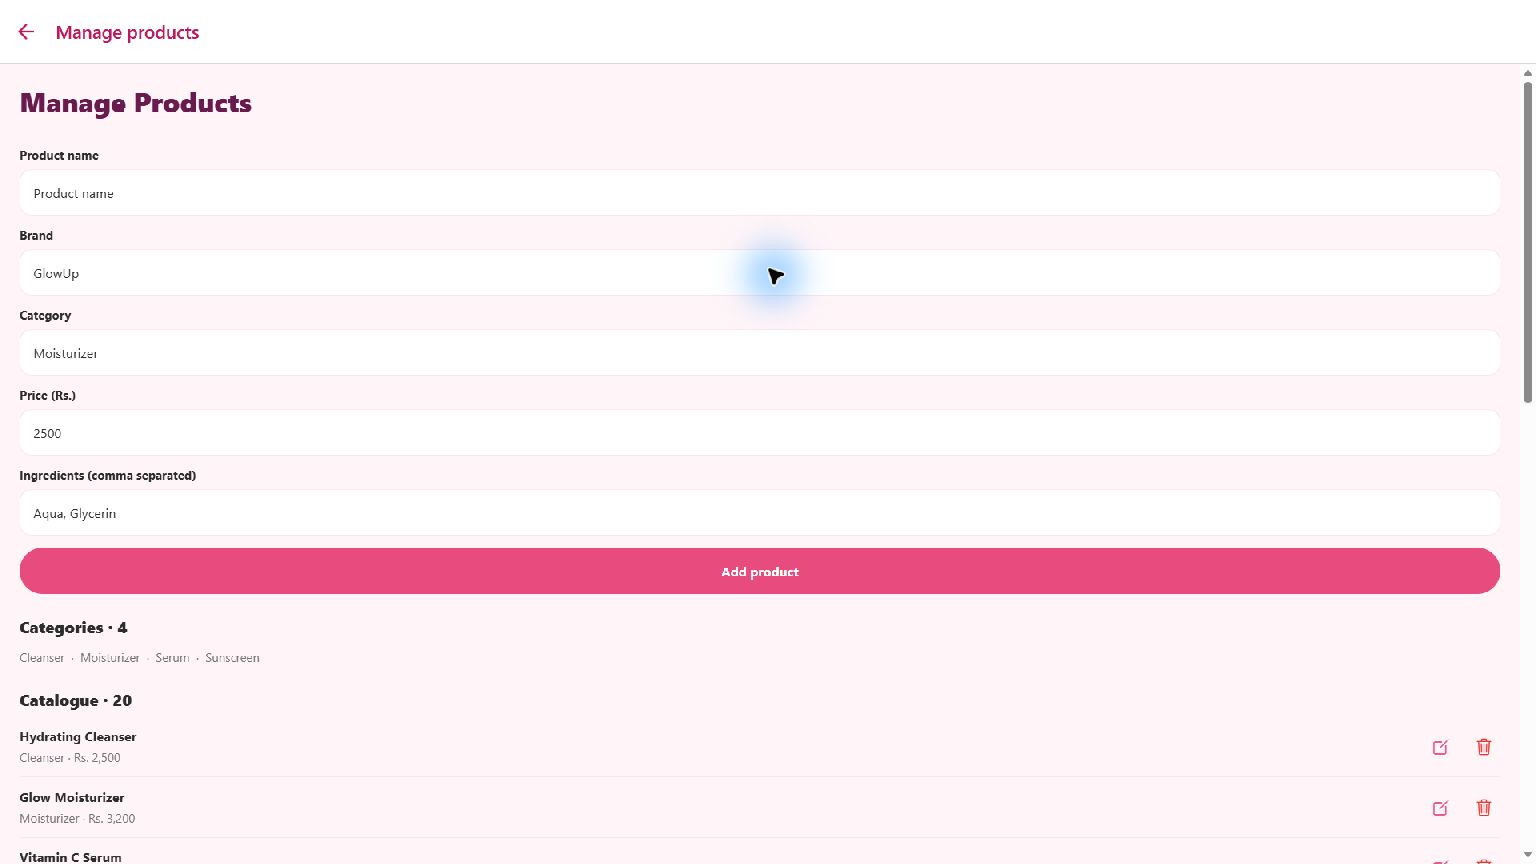 Manage products
Manage Products
Product name
Product name
Brand
GlowUp
Category
Moisturizer
Price (Rs.)
2500
Ingredients (comma separated)
Aqua, Glycerin
Add product
Categories · 4
Cleanser · Moisturizer · Serum · Sunscreen
Catalogue · 20
Hydrating Cleanser
Cleanser · Rs. 2,500
Glow Moisturizer
Moisturizer · Rs. 3,200
Vitamin C Serum